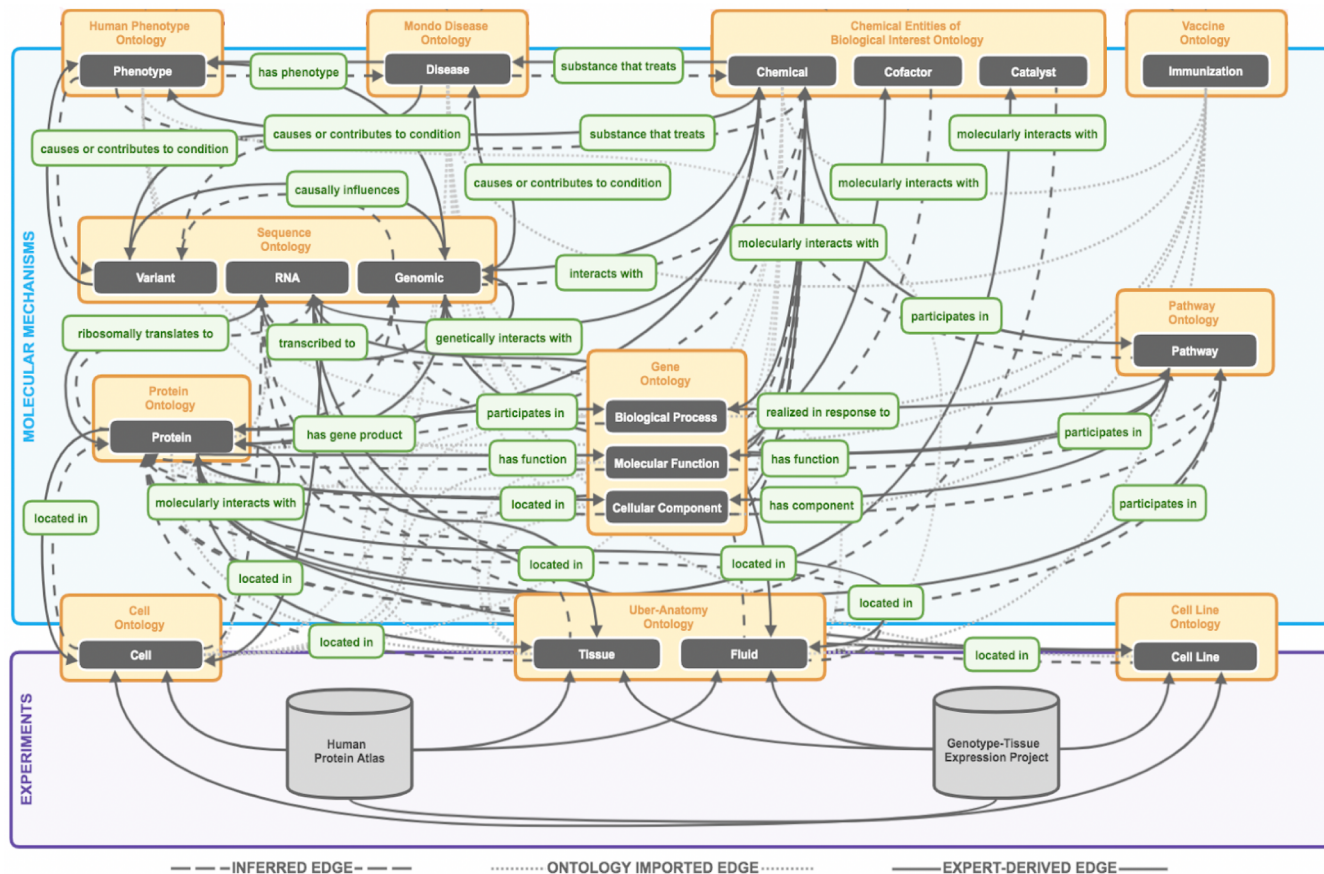 Human Phenotype
Ontology
Phenotype
Mondo Disease
Ontology
Disease
Chemical Entities of
Biological Interest Ontology
Chemical
Cofactor
Catalyst
Vaccine
Ontology
Immunization
has phenotype
substance that treats
causes or contributes to condition
causes or contributes to condition
substance that treats
molecularly interacts with
causally influences
causes or contributes to condition
molecularly interacts with
MOLECULAR MECHANISMS
Sequence
Ontology
Variant
RNA
Genomic
molecularly interacts with
interacts with
participates in
Pathway
Ontology
Pathway
ribosomally translates to
transcribed to
genetically interacts with
Protein
Ontology
Protein
Gene
Ontology
Biological Process
Molecular Function
Cellular Component
participates in
realized in response to
has gene product
participates in
has function
has function
molecularly interacts with
located in
has component
participates in
located in
located in
located in
located in
located in
Cell
Ontology
Cell
located in
Uber-Anatomy
Ontology
Tissue
Fluid
located in
Cell Line
Ontology
Cell Line
EXPERIMENTS
Human
Protein Atlas
Genotype-Tissue
Expression Project
INFERRED EDGE
ONTOLOGY IMPORTED EDGE
EXPERT-DERIVED EDGE